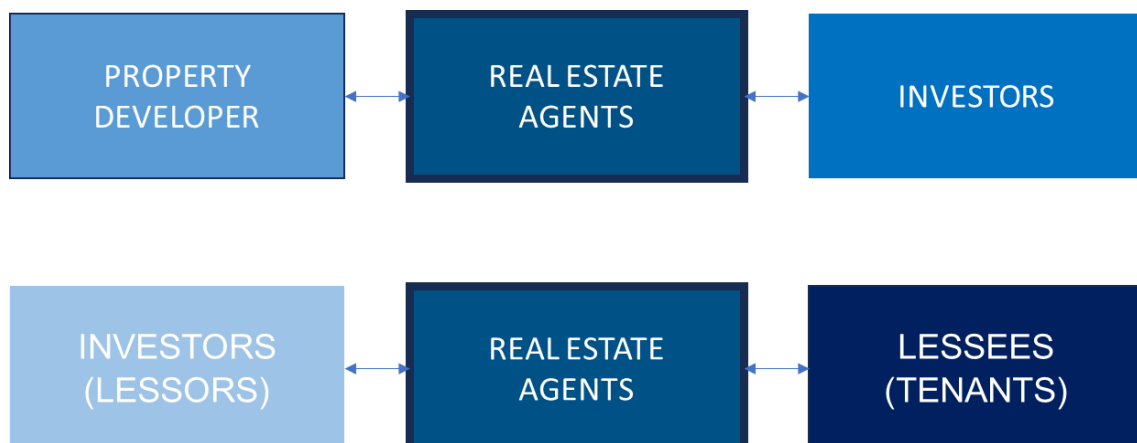 PROPERTY
DEVELOPER
REAL ESTATE
AGENTS
INVESTORS
INVESTORS
(LESSORS)
REAL ESTATE
AGENTS
LESSEES
(TENANTS)